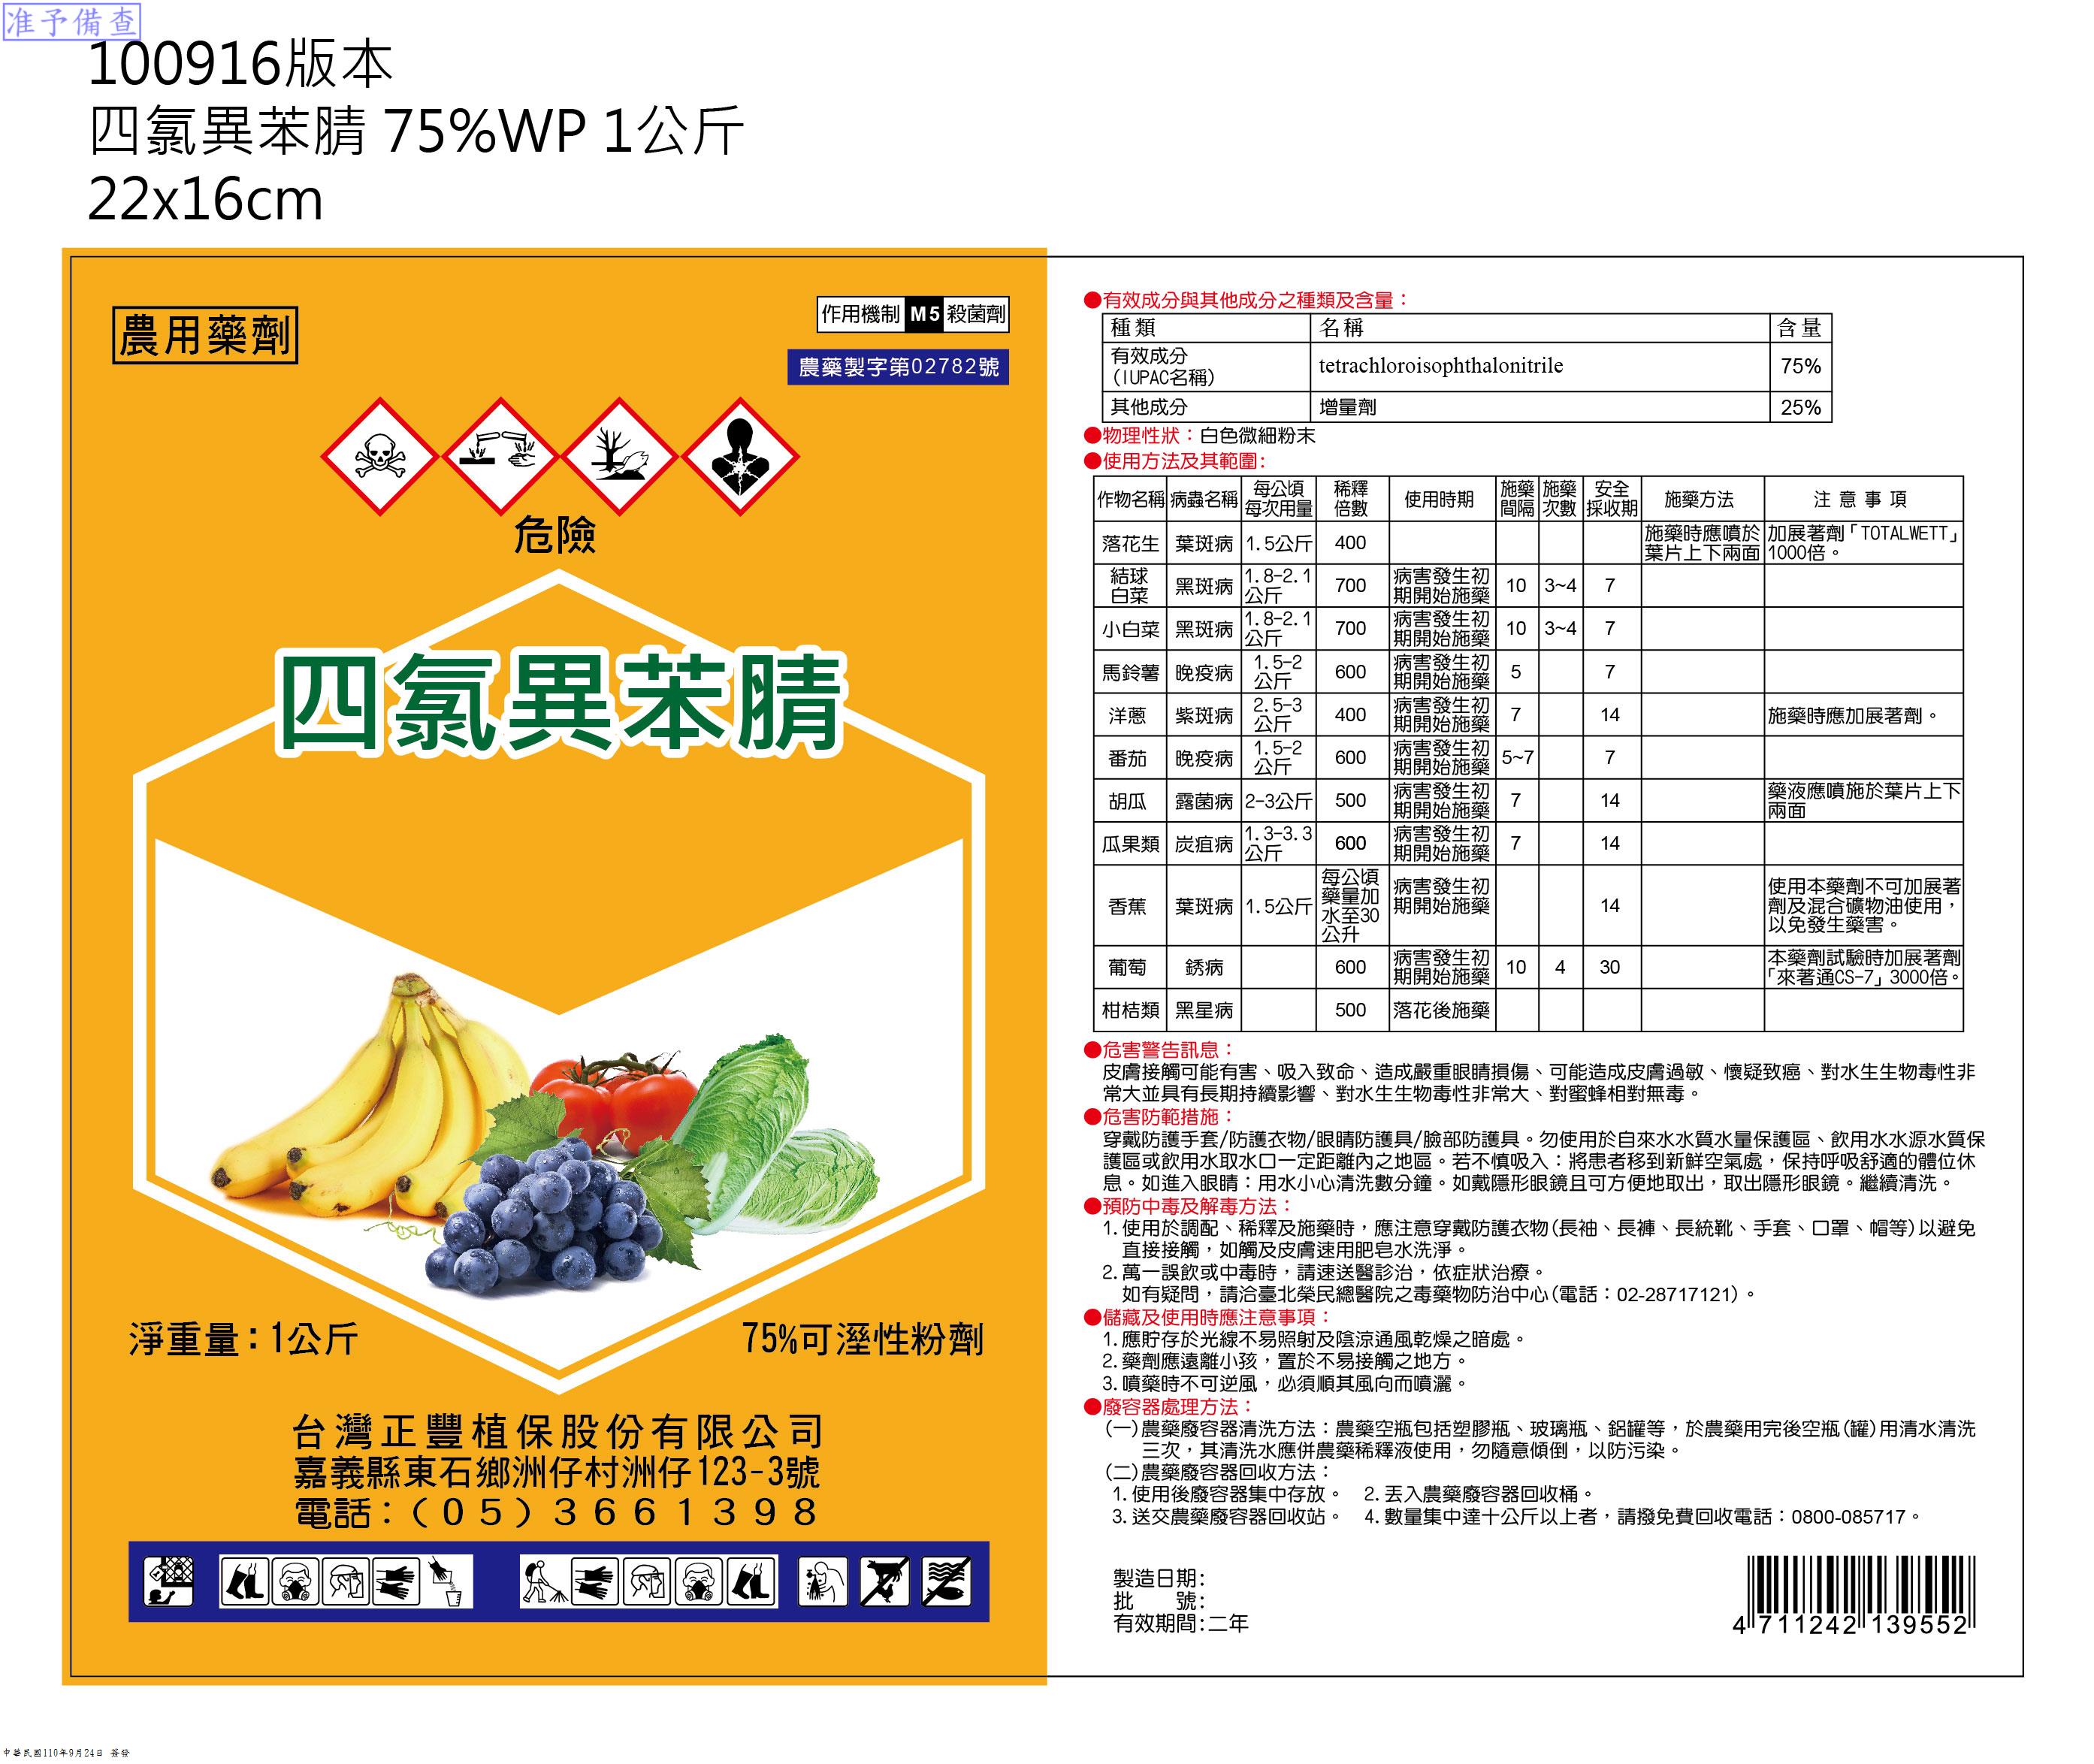 准予備查
100916版本
四氯異苯腈 75%WP 1公斤
22x16cm
農用藥劑
作用機制 M5 殺菌劑
農藥製字第02782號
危險
四氯異苯腈
淨重量:1公斤
75%可溼性粉劑
台灣正豐植保股份有限公司
嘉義縣東石鄉洲仔村洲仔123-3號
電話:(05)3661398
●有效成分與其他成分之種類及含量:
種類 名稱 含量
有效成分
(IUPAC名稱) tetrachloroisophthalonitrile 75%
其他成分 增量劑 25%
●物理性狀:白色微細粉末
●使用方法及其範圍:
作物名稱 病蟲名稱 每公頃每次用量 稀釋倍數 使用時期 施藥間隔 施藥次數 安全採收期 施藥方法 注意事項
落花生 葉斑病 1.5公斤 400 施藥時應噴於葉片上下兩面 加展著劑「TOTALWETT」1000倍。
結球白菜 黑斑病 1.8-2.1公斤 700 病害發生初期開始施藥 10 3~4 7
小白菜 黑斑病 1.8-2.1公斤 700 病害發生初期開始施藥 10 3~4 7
馬鈴薯 晚疫病 1.5-2公斤 600 病害發生初期開始施藥 5 7
洋蔥 紫斑病 2.5-3公斤 400 病害發生初期開始施藥 7 14 施藥時應加展著劑。
番茄 晚疫病 1.5-2公斤 600 病害發生初期開始施藥 5~7 7
胡瓜 露菌病 2-3公斤 500 病害發生初期開始施藥 7 14 藥液應噴施於葉片上下兩面
瓜果類 炭疽病 1.3-3.3公斤 600 病害發生初期開始施藥 7 14
香蕉 葉斑病 1.5公斤 每公頃藥量加水至30公升 病害發生初期開始施藥 14 使用本藥劑不可加展著劑及混合礦物油使用，以免發生藥害。
葡萄 銹病 600 病害發生初期開始施藥 10 4 30 本藥劑試驗時加展著劑「來著通CS-7」3000倍。
柑桔類 黑星病 500 落花後施藥
●危害警告訊息:
皮膚接觸可能有害、吸入致命、造成嚴重眼睛損傷、可能造成皮膚過敏、懷疑致癌、對水生生物毒性非
常大並具有長期持續影響、對水生生物毒性非常大、對蜜蜂相對無毒。
●危害防範措施:
穿戴防護手套/防護衣物/眼睛防護具/臉部防護具。勿使用於自來水水質水量保護區、飲用水水源水質保
護區或飲用水取水口一定距離內之地區。若不慎吸入:將患者移到新鮮空氣處，保持呼吸舒適的體位休
息。如進入眼睛:用水小心清洗數分鐘。如戴隱形眼鏡且可方便地取出，取出隱形眼鏡。繼續清洗。
●預防中毒及解毒方法:
1.使用於調配、稀釋及施藥時，應注意穿戴防護衣物(長袖、長褲、長統靴、手套、口罩、帽等)以避免
直接接觸，如觸及皮膚速用肥皂水洗淨。
2.萬一誤飲或中毒時，請速送醫診治，依症狀治療。
如有疑問，請洽臺北榮民總醫院之毒藥物防治中心(電話:02-28717121)。
●儲藏及使用時應注意事項:
1.應貯存於光線不易照射及陰涼通風乾燥之暗處。
2.藥劑應遠離小孩，置於不易接觸之地方。
3.噴藥時不可逆風，必須順其風向而噴灑。
●廢容器處理方法:
(一)農藥廢容器清洗方法:農藥空瓶包括塑膠瓶、玻璃瓶、鋁罐等，於農藥用完後空瓶(罐)用清水清洗
三次，其清洗水應併農藥稀釋液使用，勿隨意傾倒，以防污染。
(二)農藥廢容器回收方法:
1.使用後廢容器集中存放。 2.丟入農藥廢容器回收桶。
3.送交農藥廢容器回收站。 4.數量集中達十公斤以上者，請撥免費回收電話:0800-085717。
製造日期:
批 號:
有效期間:二年
4 711242 139552
中華民國110年9月24日 簽發